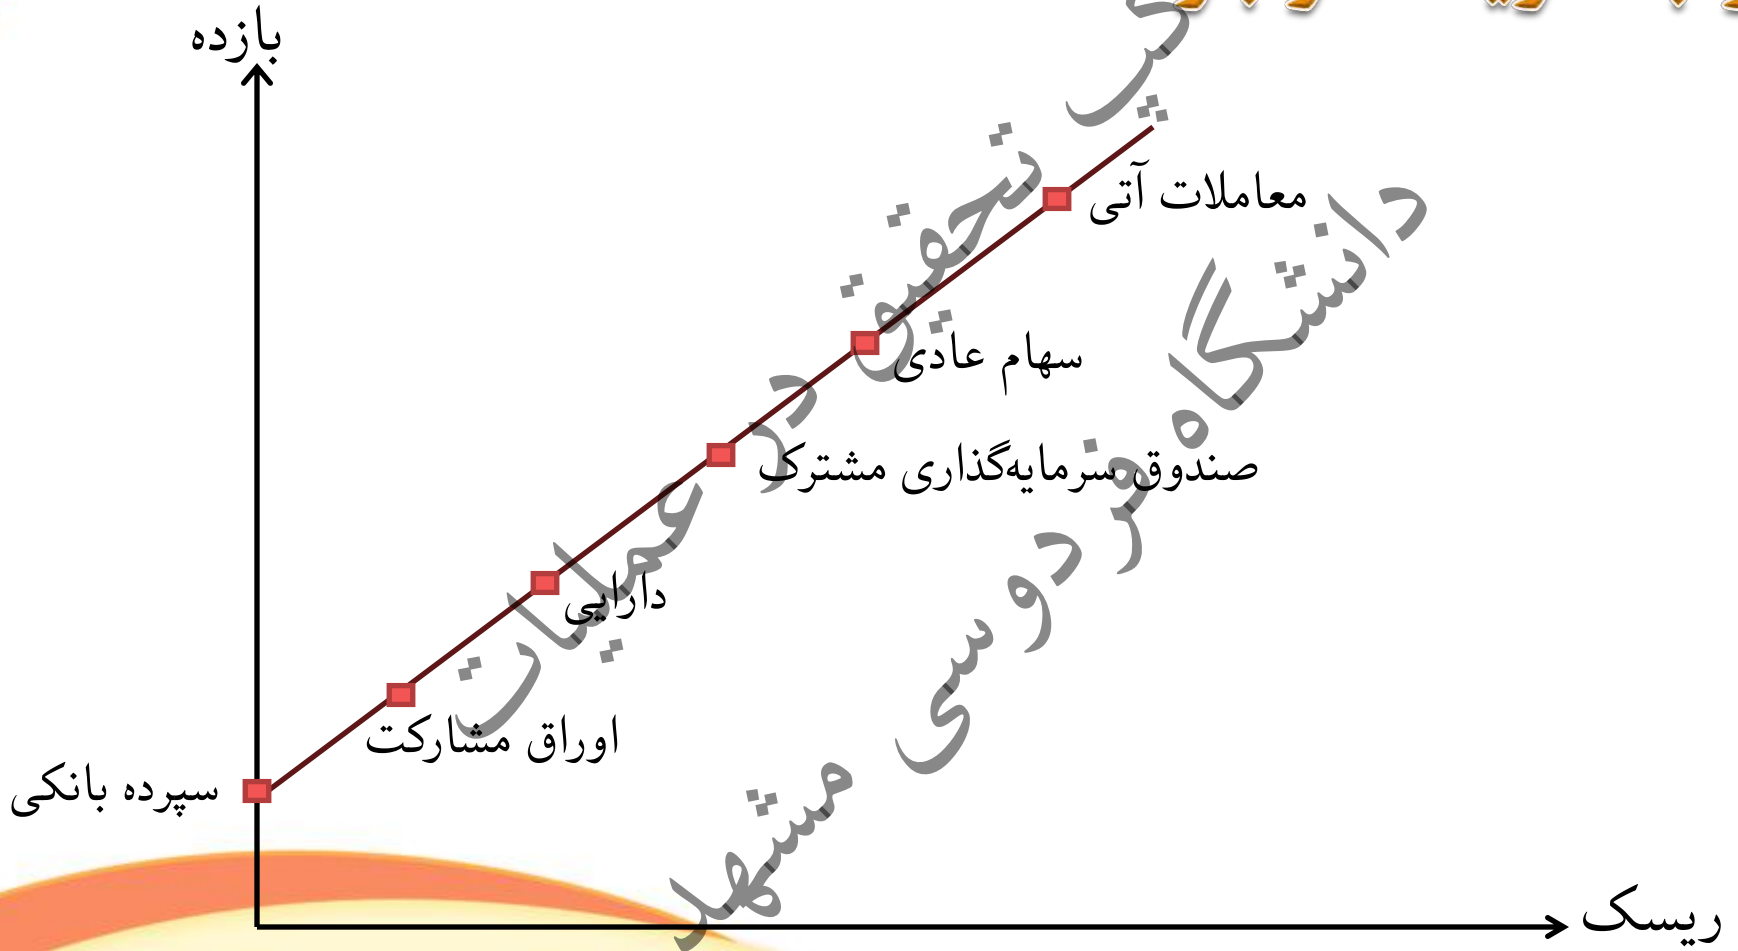 بازده
معاملات آتی
سهام عادی
صندوق سرمایه‌گذاری مشترک
دارایی
اوراق مشارکت
سپرده بانکی
ریسک
تحقیق در عملیات
دانشگاه فردوسی مشهد